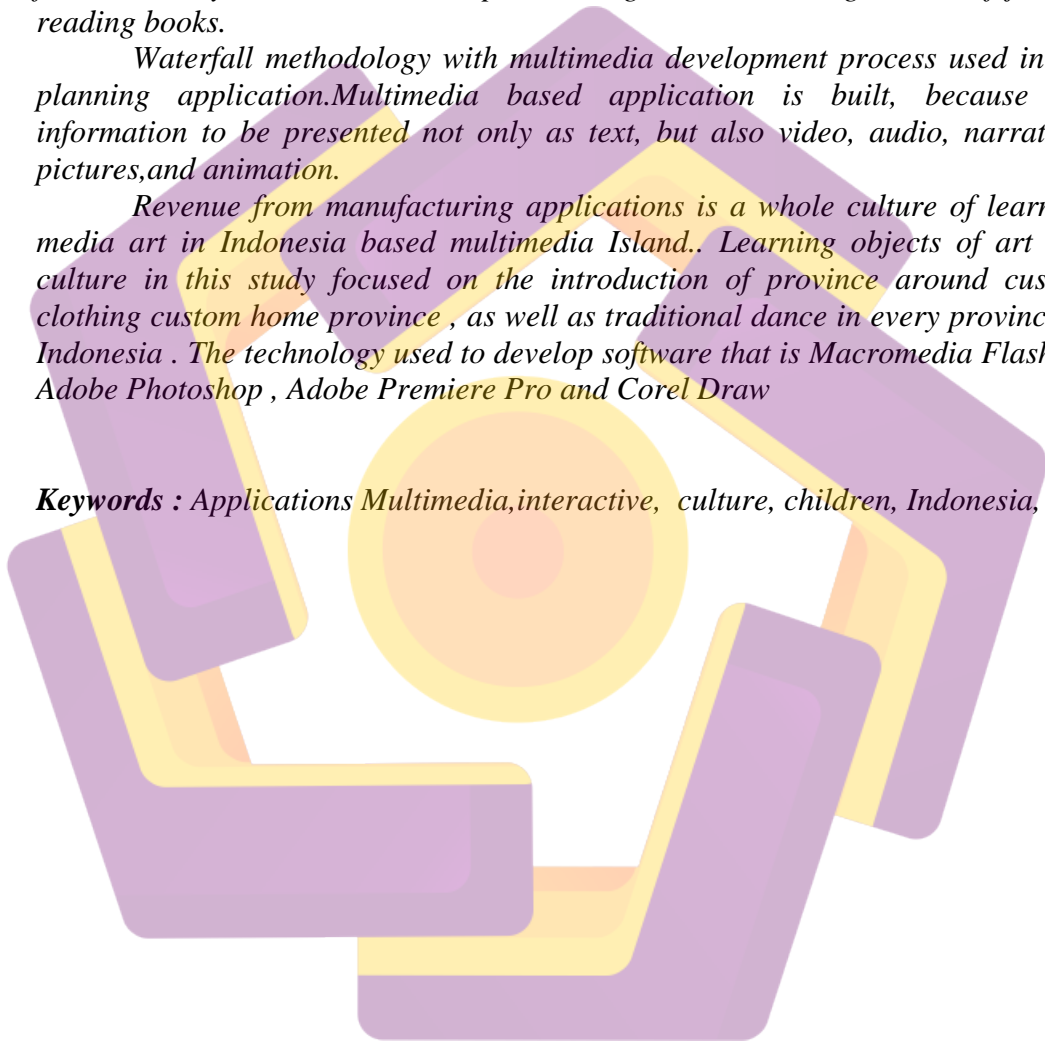 reading books.
Waterfall methodology with multimedia development process used in
planning application.Multimedia based application is built, because
information to be presented not only as text, but also video, audio,
pictures,and animation.
Revenue from manufacturing applications is a whole culture of
media art in Indonesia based multimedia Island.. Learning objects of art
culture in this study focused on the introduction of province around
clothing custom home province , as well as traditional dance in every
Indonesia . The technology used to develop software that is Macromedia Flash
Adobe Photoshop , Adobe Premiere Pro and Corel Draw
Keywords : Applications Multimedia,interactive, culture, children, Indonesia,